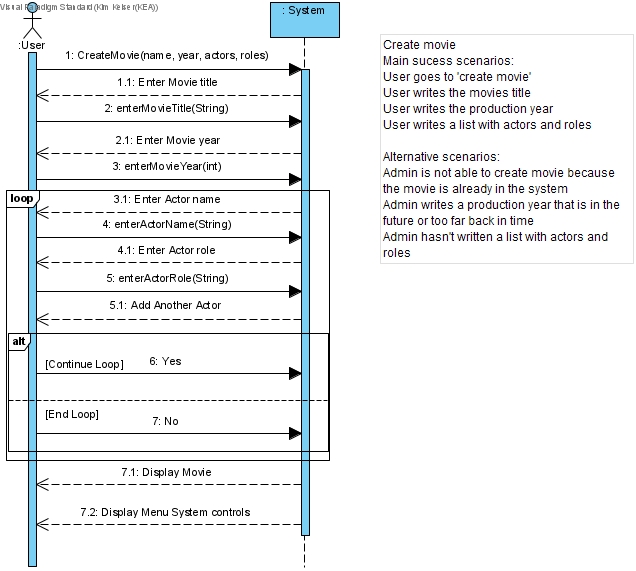 Visual Paradigm Standard (Kim Kelser(KEA))
: System
:User
1: CreateMovie(name, year, actors, roles)
1.1: Enter Movie title
2: enterMovieTitle(String)
2.1: Enter Movie year
3: enterMovieYear(int)
loop
3.1: Enter Actor name
4: enterActorName(String)
4.1: Enter Actor role
5: enterActorRole(String)
5.1: Add Another Actor
alt
[Continue Loop]
6: Yes
[End Loop]
7: No
7.1: Display Movie
7.2: Display Menu System controls
Create movie
Main sucess scenarios:
User goes to 'create movie'
User writes the movies title
User writes the production year
User writes a list with actors and roles
Alternative scenarios:
Admin is not able to create movie because
the movie is already in the system
Admin writes a production year that is in the
future or too far back in time
Admin hasn't written a list with actors and
roles